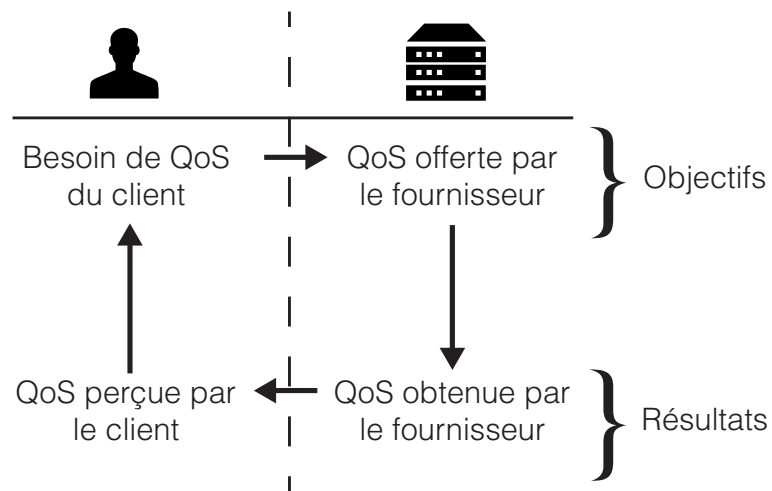 Besoin de QoS
du client
QoS offerte par
le fournisseur
Objectifs
QoS perçue par
le client
QoS obtenue par
le fournisseur
Résultats